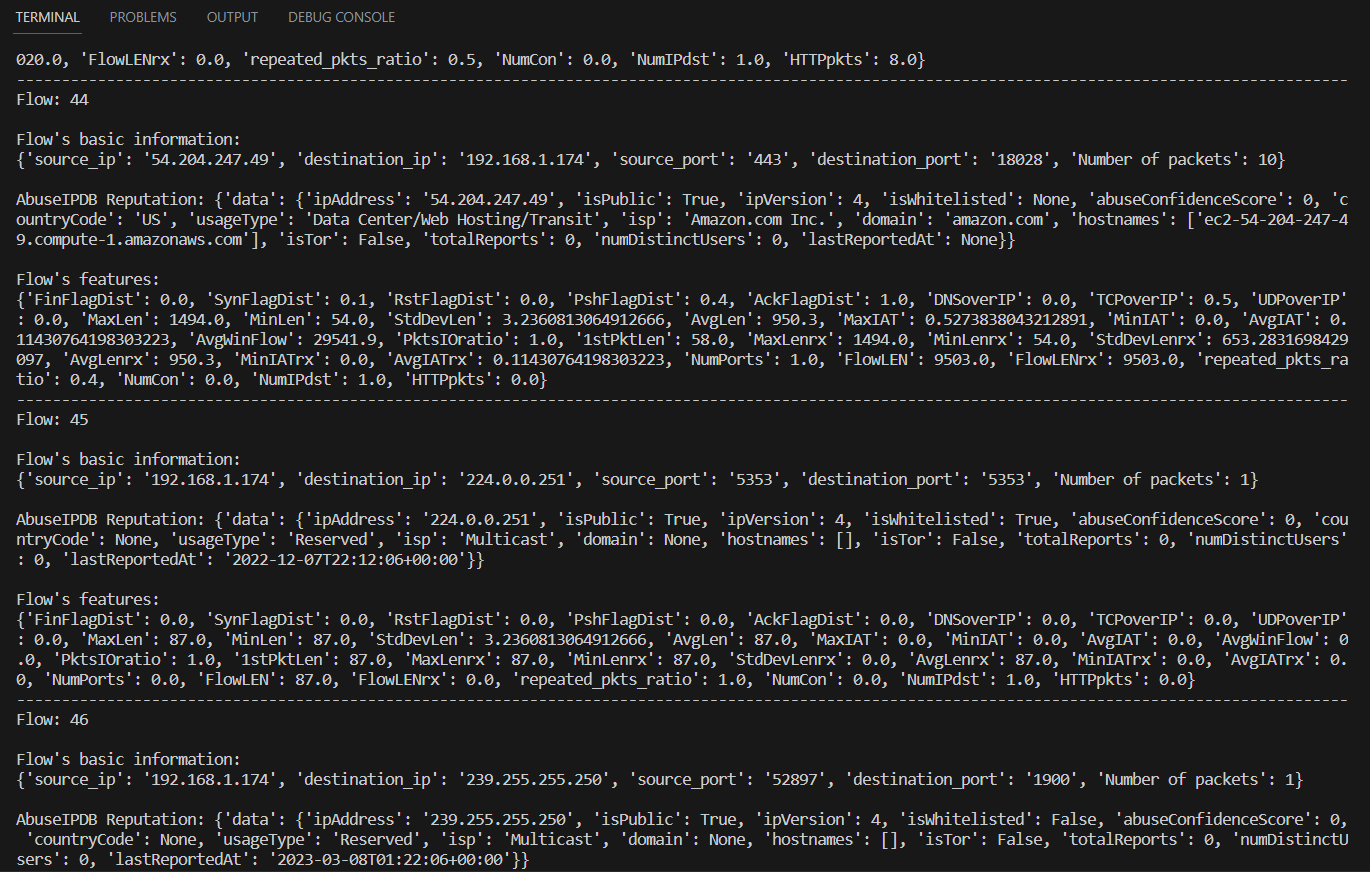 TERMINAL PROBLEMS OUTPUT DEBUG CONSOLE
020.0, 'FlowLENrx': 0.0, 'repeated_pkts_ratio': 0.5, 'NumCon': 0.0, 'NumIPdst': 1.0, 'HTTPpkts': 8.0}
----------------------------------------------------------------------------------------------------------------------------------------------------
Flow: 44
Flow's basic information:
{'source_ip': '54.204.247.49', 'destination_ip': '192.168.1.174', 'source_port': '443', 'destination_port': '18028', 'Number of packets': 10}
AbuseIPDB Reputation: {'data': {'ipAddress': '54.204.247.49', 'isPublic': True, 'ipVersion': 4, 'isWhitelisted': None, 'abuseConfidenceScore': 0, 'c
ountryCode': 'US', 'usageType': 'Data Center/Web Hosting/Transit', 'isp': 'Amazon.com Inc.', 'domain': 'amazon.com', 'hostnames': ['ec2-54-204-247-4
9.compute-1.amazonaws.com'], 'isTor': False, 'totalReports': 0, 'numDistinctUsers': 0, 'lastReportedAt': None}}
Flow's features:
{'FinFlagDist': 0.0, 'SynFlagDist': 0.1, 'RstFlagDist': 0.0, 'PshFlagDist': 0.4, 'AckFlagDist': 1.0, 'DNSoverIP': 0.0, 'TCPoverIP': 0.5, 'UDPoverIP'
: 0.0, 'MaxLen': 1494.0, 'MinLen': 54.0, 'StdDevLen': 3.2360813064912666, 'AvgLen': 950.3, 'MaxIAT': 0.5273838043212891, 'MinIAT': 0.0, 'AvgIAT': 0.
11430764198303223, 'AvgWinFlow': 29541.9, 'PktsIOratio': 1.0, '1stPktLen': 58.0, 'MaxLenrx': 1494.0, 'MinLenrx': 54.0, 'StdDevLenrx': 653.2831698429
097, 'AvgLenrx': 950.3, 'MinIATrx': 0.0, 'AvgIATrx': 0.11430764198303223, 'NumPorts': 1.0, 'FlowLEN': 9503.0, 'FlowLENrx': 9503.0, 'repeated_pkts_ra
tio': 0.4, 'NumCon': 0.0, 'NumIPdst': 1.0, 'HTTPpkts': 0.0}
----------------------------------------------------------------------------------------------------------------------------------------------------
Flow: 45
Flow's basic information:
{'source_ip': '192.168.1.174', 'destination_ip': '224.0.0.251', 'source_port': '5353', 'destination_port': '5353', 'Number of packets': 1}
AbuseIPDB Reputation: {'data': {'ipAddress': '224.0.0.251', 'isPublic': True, 'ipVersion': 4, 'isWhitelisted': True, 'abuseConfidenceScore': 0, 'cou
ntryCode': None, 'usageType': 'Reserved', 'isp': 'Multicast', 'domain': None, 'hostnames': [], 'isTor': False, 'totalReports': 0, 'numDistinctUsers'
: 0, 'lastReportedAt': '2022-12-07T22:12:06+00:00'}}
Flow's features:
{'FinFlagDist': 0.0, 'SynFlagDist': 0.0, 'RstFlagDist': 0.0, 'PshFlagDist': 0.0, 'AckFlagDist': 0.0, 'DNSoverIP': 0.0, 'TCPoverIP': 0.0, 'UDPoverIP'
: 0.0, 'MaxLen': 87.0, 'MinLen': 87.0, 'StdDevLen': 3.2360813064912666, 'AvgLen': 87.0, 'MaxIAT': 0.0, 'MinIAT': 0.0, 'AvgIAT': 0.0, 'AvgWinFlow': 0
.0, 'PktsIOratio': 1.0, '1stPktLen': 87.0, 'MaxLenrx': 87.0, 'MinLenrx': 87.0, 'StdDevLenrx': 0.0, 'AvgLenrx': 87.0, 'MinIATrx': 0.0, 'AvgIATrx': 0.
0, 'NumPorts': 0.0, 'FlowLEN': 87.0, 'FlowLENrx': 0.0, 'repeated_pkts_ratio': 1.0, 'NumCon': 0.0, 'NumIPdst': 1.0, 'HTTPpkts': 0.0}
----------------------------------------------------------------------------------------------------------------------------------------------------
Flow: 46
Flow's basic information:
{'source_ip': '192.168.1.174', 'destination_ip': '239.255.255.250', 'source_port': '52897', 'destination_port': '1900', 'Number of packets': 1}
AbuseIPDB Reputation: {'data': {'ipAddress': '239.255.255.250', 'isPublic': True, 'ipVersion': 4, 'isWhitelisted': False, 'abuseConfidenceScore': 0,
'countryCode': None, 'usageType': 'Reserved', 'isp': 'Multicast', 'domain': None, 'hostnames': [], 'isTor': False, 'totalReports': 0, 'numDistinctU
sers': 0, 'lastReportedAt': '2023-03-08T01:22:06+00:00'}}